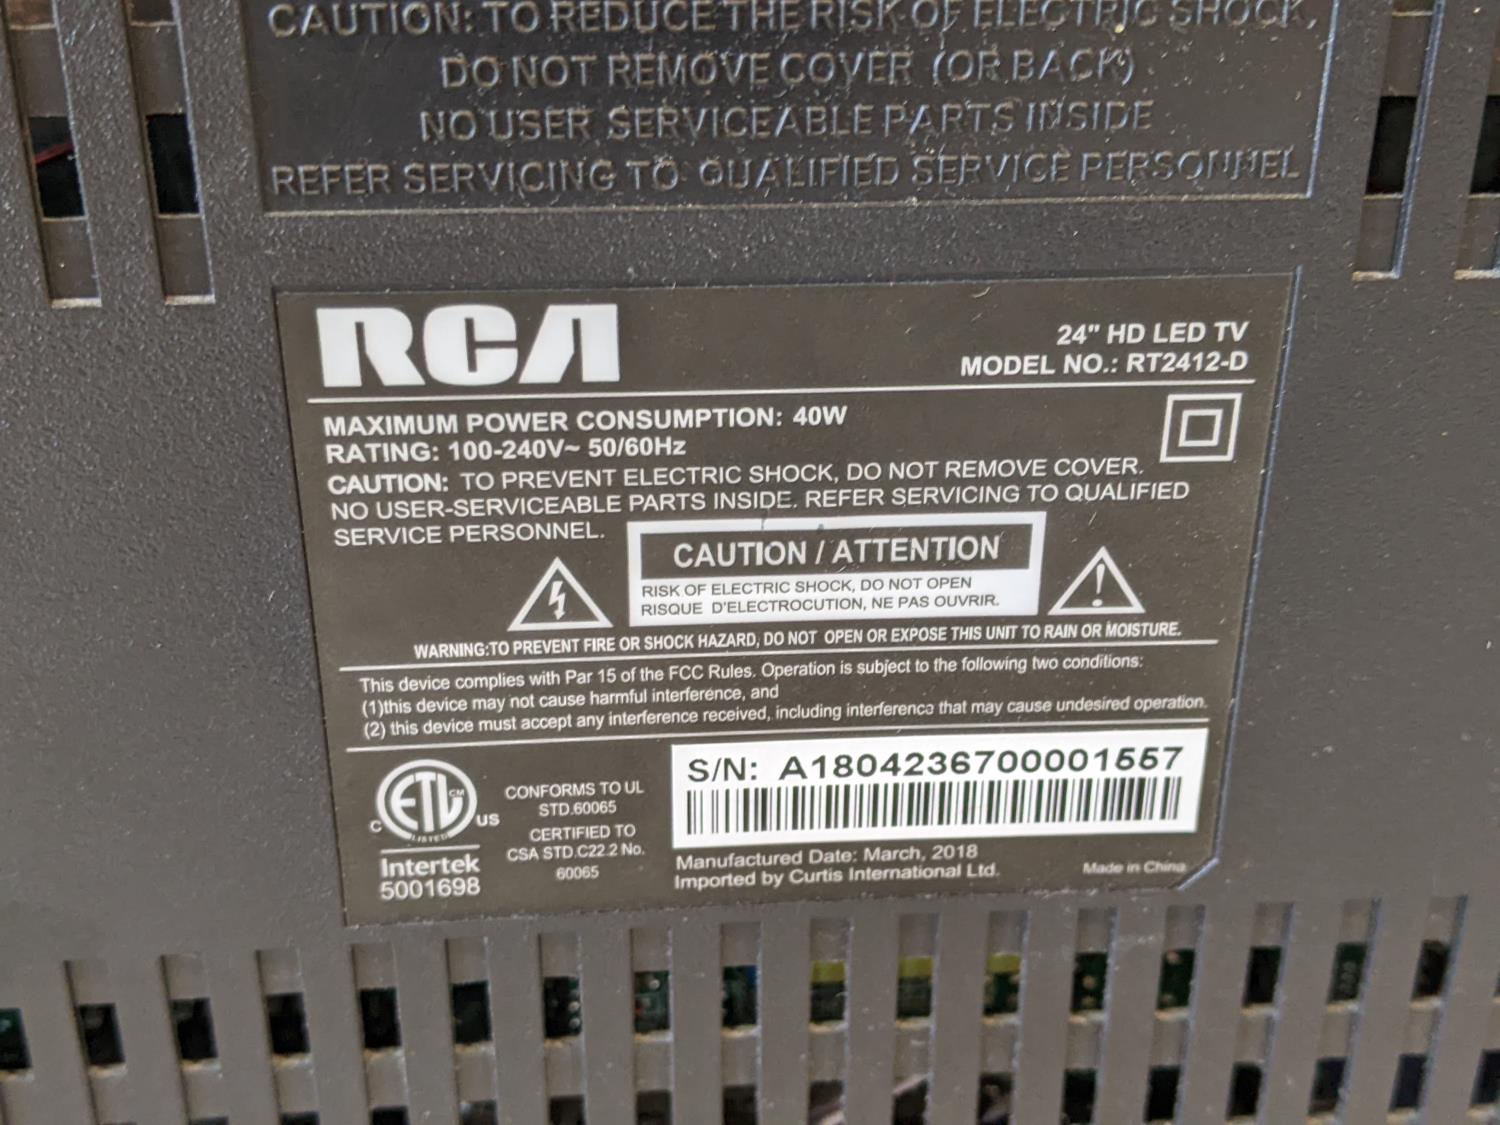 CAUTION: TO REDUCE THE RISK OF ELECTRIC SHOCK,
DO NOT REMOVE COVER (OR BACK)
NO USER SERVICEABLE PARTS INSIDE
REFER SERVICING TO QUALIFIED SERVICE PERSONNEL
RCA
24" HD LED TV
MODEL NO.: RT2412-D
MAXIMUM POWER CONSUMPTION: 40W
RATING: 100-240V~ 50/60Hz
CAUTION: TO PREVENT ELECTRIC SHOCK, DO NOT REMOVE COVER.
NO USER-SERVICEABLE PARTS INSIDE. REFER SERVICING TO QUALIFIED
SERVICE PERSONNEL.
CAUTION / ATTENTION
RISK OF ELECTRIC SHOCK, DO NOT OPEN
RISQUE D'ELECTROCUTION, NE PAS OUVRIR.
WARNING:TO PREVENT FIRE OR SHOCK HAZARD, DO NOT OPEN OR EXPOSE THIS UNIT TO RAIN OR MOISTURE.
This device complies with Par 15 of the FCC Rules. Operation is subject to the following two conditions:
(1)this device may not cause harmful interference, and
(2) this device must accept any interference received, including interference that may cause undesired operation.
ETL CM
LISTED
C US
Intertek
5001698
CONFORMS TO UL
STD.60065
CERTIFIED TO
CSA STD.C22.2 No.
60065
S/N: A1804236700001557
Manufactured Date: March, 2018
Imported by Curtis International Ltd.
Made in China